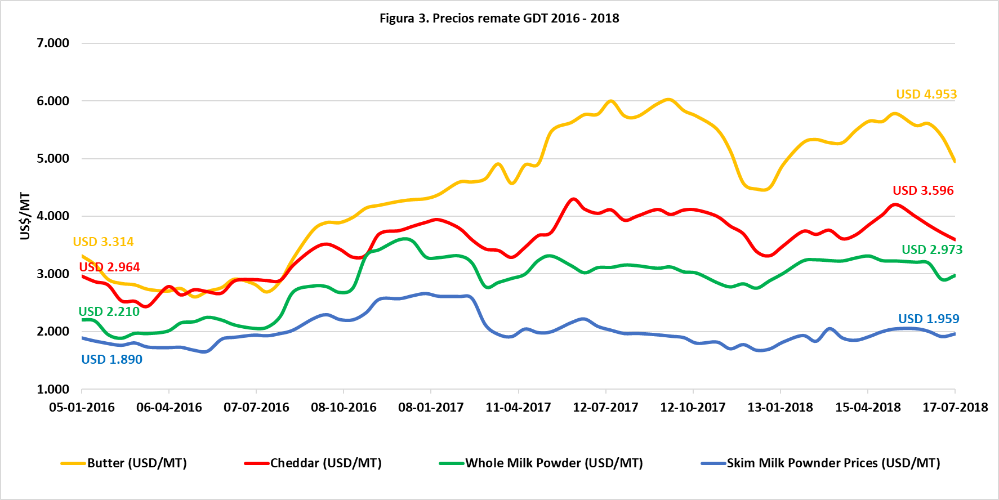 Figura 3. Precios remate GDT 2016 - 2018
7.000
6.000
5.000
4.000
3.000
2.000
1.000
US$/MT
USD 4.953
USD 3.596
USD 3.314
USD 2.973
USD 2.964
USD 2.210
USD 1.959
USD 1.890
05-01-2016
06-04-2016
07-07-2016
08-10-2016
08-01-2017
11-04-2017
12-07-2017
12-10-2017
13-01-2018
15-04-2018
17-07-2018
Butter (USD/MT)
Cheddar (USD/MT)
Whole Milk Powder (USD/MT)
Skim Milk Pownder Prices (USD/MT)